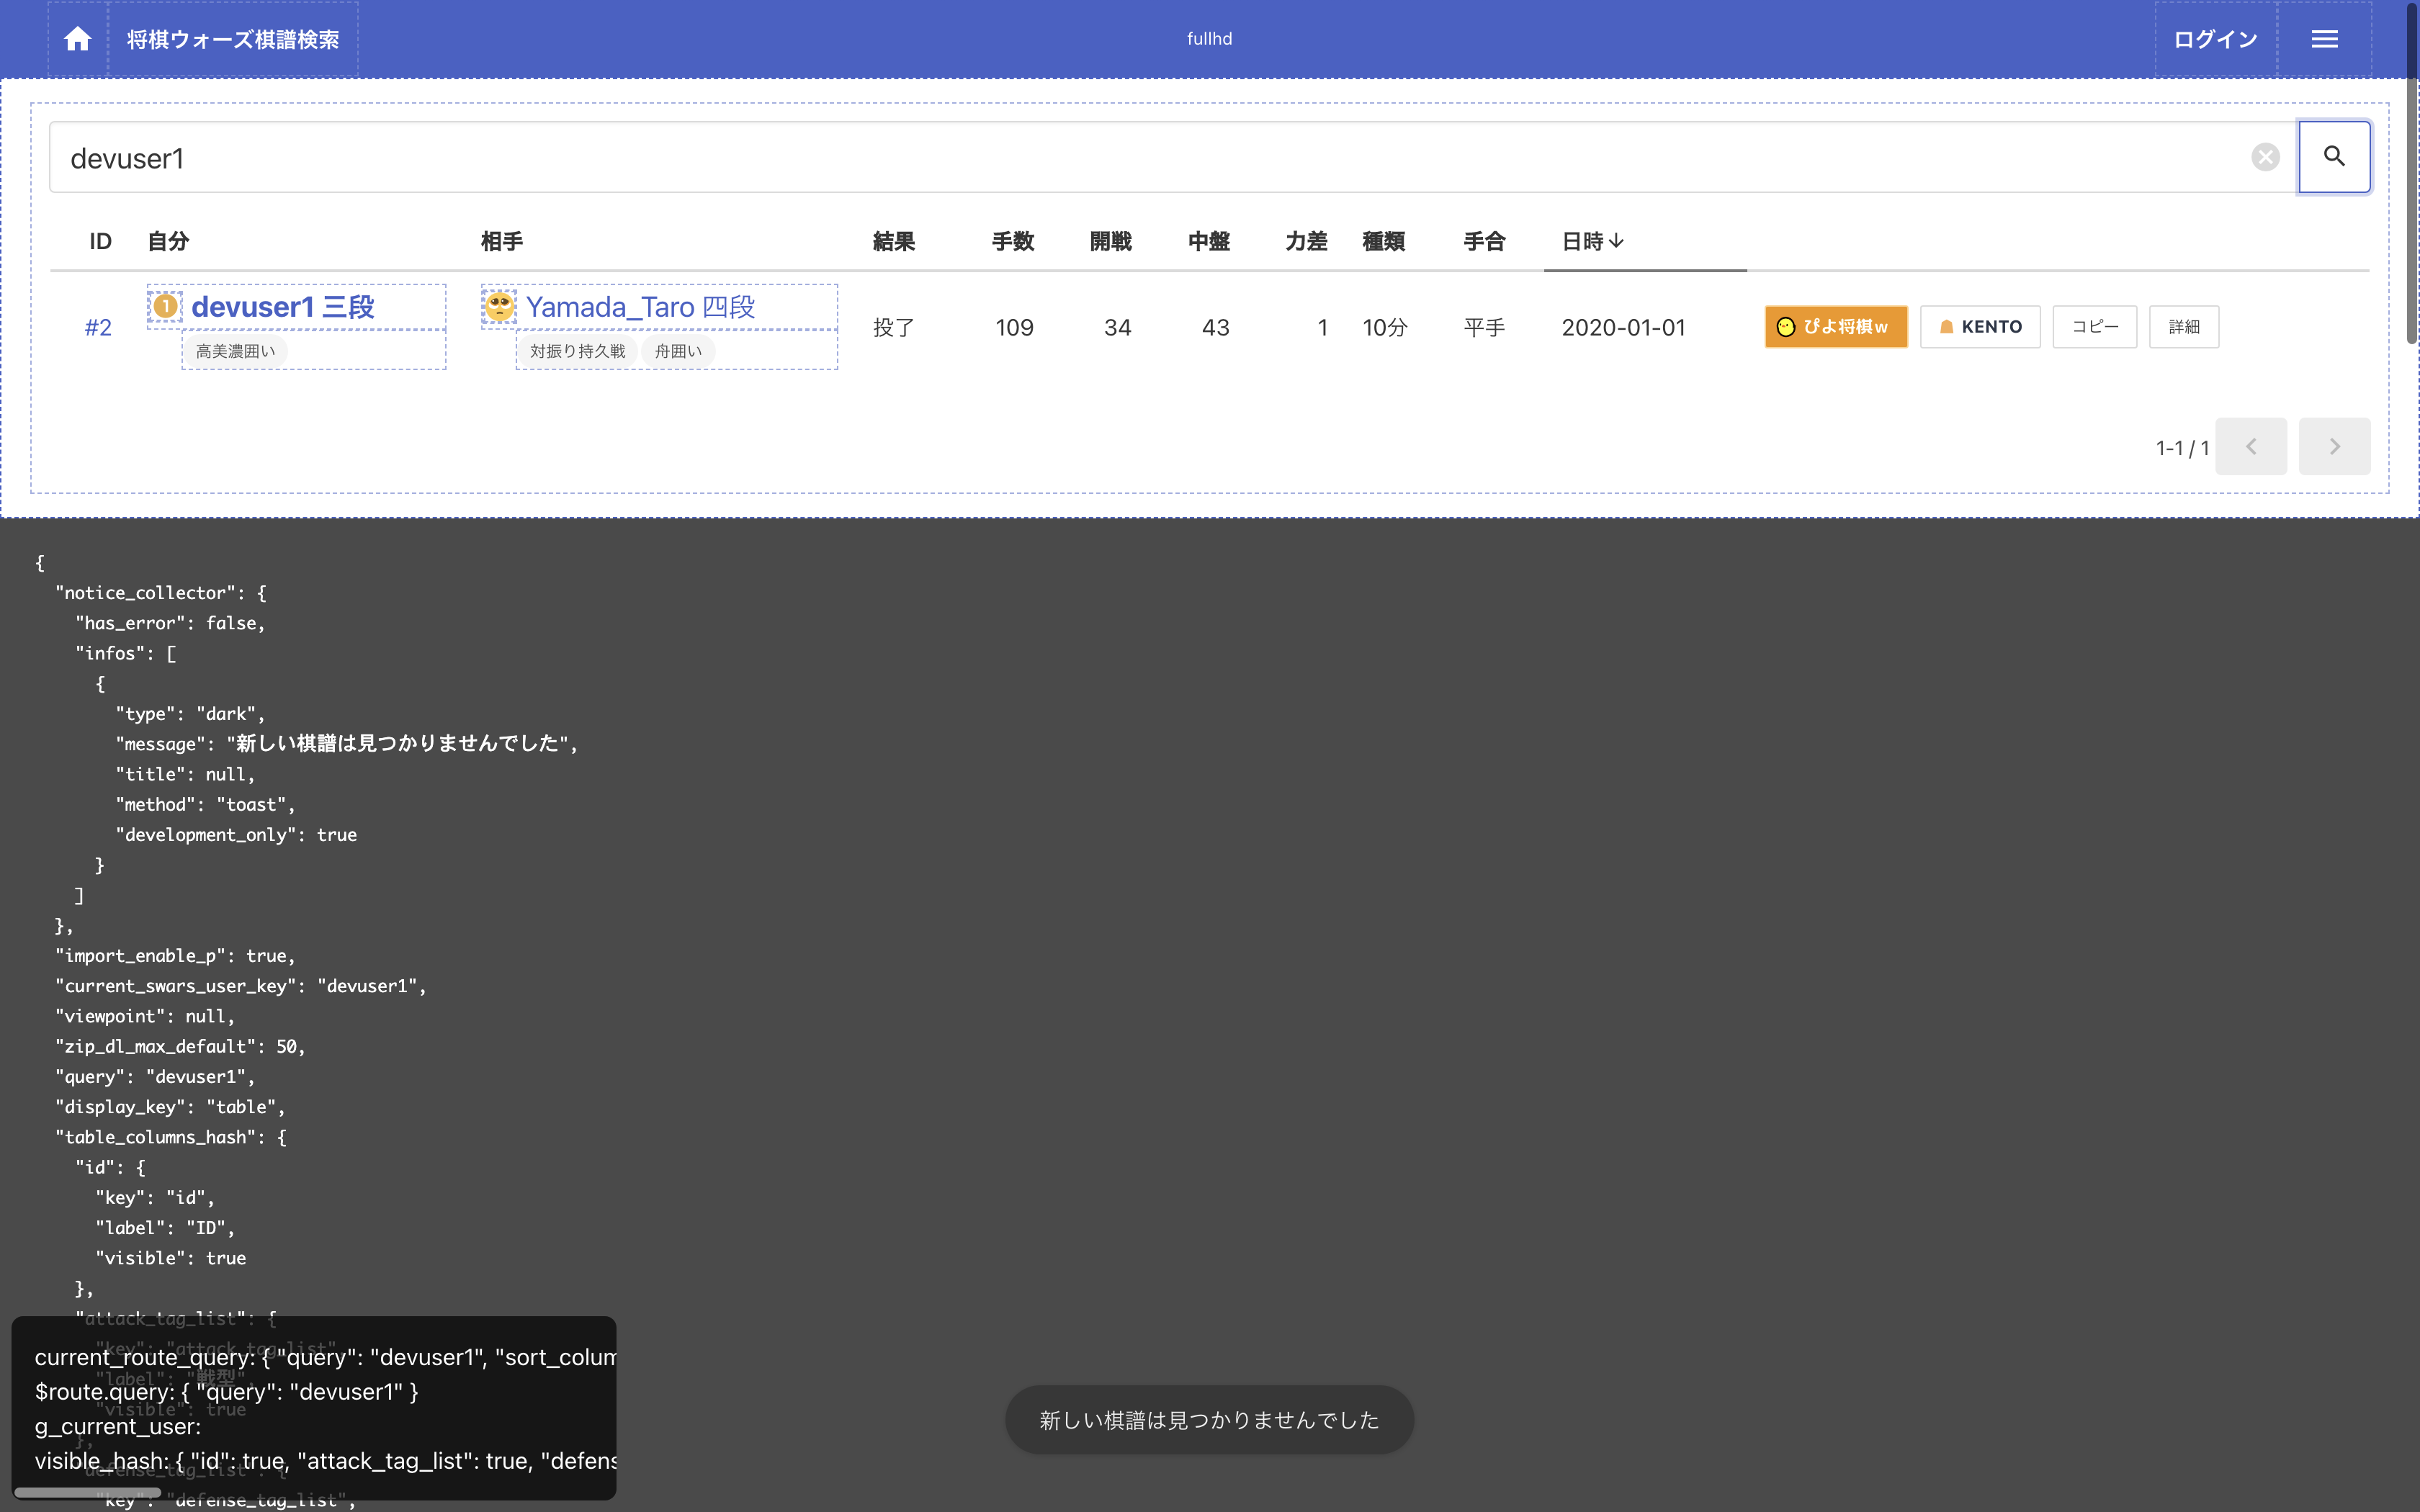 将棋ウォーズ棋譜検索
fullhd
ログイン
devuser1
ID 自分 相手 結果 手数 開戦 中盤 力差 種類 手合 日時
#2 1 devuser1 三段 Yamada_Taro 四段 投了 109 34 43 1 10分 平手 2020-01-01 ぴよ将棋w KENTO コピー 詳細
高美濃囲い 対振り持久戦 舟囲い
1-1 / 1
{
"notice_collector": {
"has_error": false,
"infos": [
{
"type": "dark",
"message": "新しい棋譜は見つかりませんでした",
"title": null,
"method": "toast",
"development_only": true
}
]
},
"import_enable_p": true,
"current_swars_user_key": "devuser1",
"viewpoint": null,
"zip_dl_max_default": 50,
"query": "devuser1",
"display_key": "table",
"table_columns_hash": {
"id": {
"key": "id",
"label": "ID",
"visible": true
},
"attack_tag_list": {
"key": "attack_tag_list",
"label": "戦型",
"visible": true
},
"defense_tag_list": {
"key": "defense_tag_list",
current_route_query: { "query": "devuser1", "sort_colum
$route.query: { "query": "devuser1" }
g_current_user:
visible_hash: { "id": true, "attack_tag_list": true, "defens
新しい棋譜は見つかりませんでした